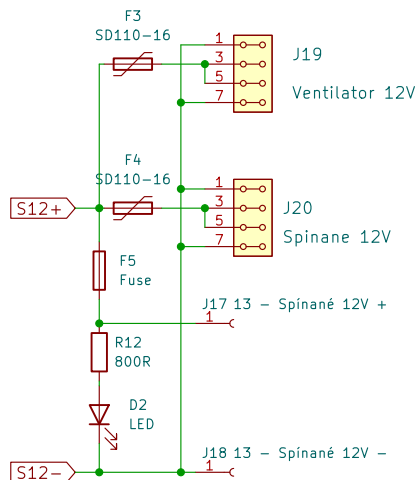 F3
SD110-16
1
3
5
7
J19
Ventilator 12V
F4
SD110-16
S12+
1
3
5
7
J20
Spinane 12V
F5
Fuse
J17 13 - Spínané 12V +
1
R12
800R
D2
LED
J18 13 - Spínané 12V -
1
S12-